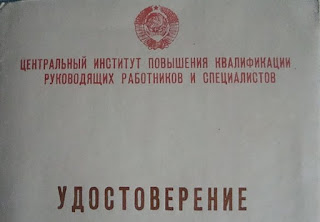 ЦЕНТРАЛЬНЫЙ ИНСТИТУТ ПОВЫШЕНИЯ КВАЛИФИКАЦИИ
РУКОВОДЯЩИХ РАБОТНИКОВ И СПЕЦИАЛИСТОВ
УДОСТОВЕРЕНИЕ